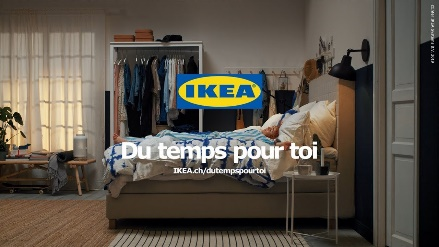 IKEA
Du temps pour toi
IKEA.ch/dutempspourtoi